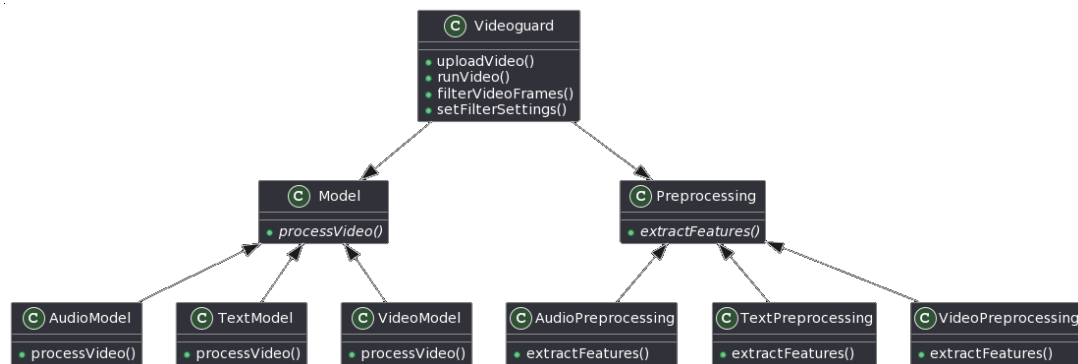 C Videoguard
uploadVideo()
runVideo()
filterVideoFrames()
setFilterSettings()
C Model
processVideo()
C Preprocessing
extractFeatures()
C AudioModel
processVideo()
C TextModel
processVideo()
C VideoModel
processVideo()
C AudioPreprocessing
extractFeatures()
C TextPreprocessing
extractFeatures()
C VideoPreprocessing
extractFeatures()